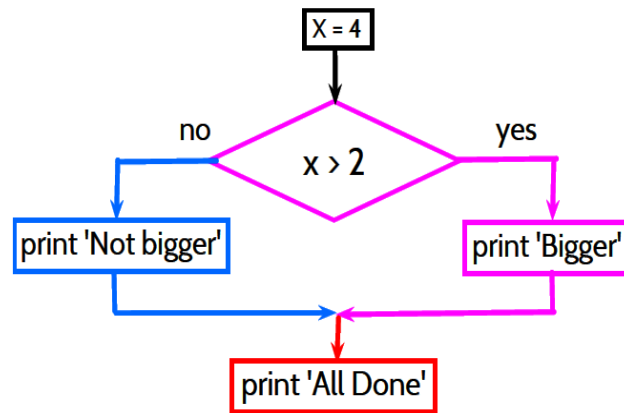 X = 4
no
yes
x > 2
print 'Not bigger'
print 'Bigger'
print 'All Done'